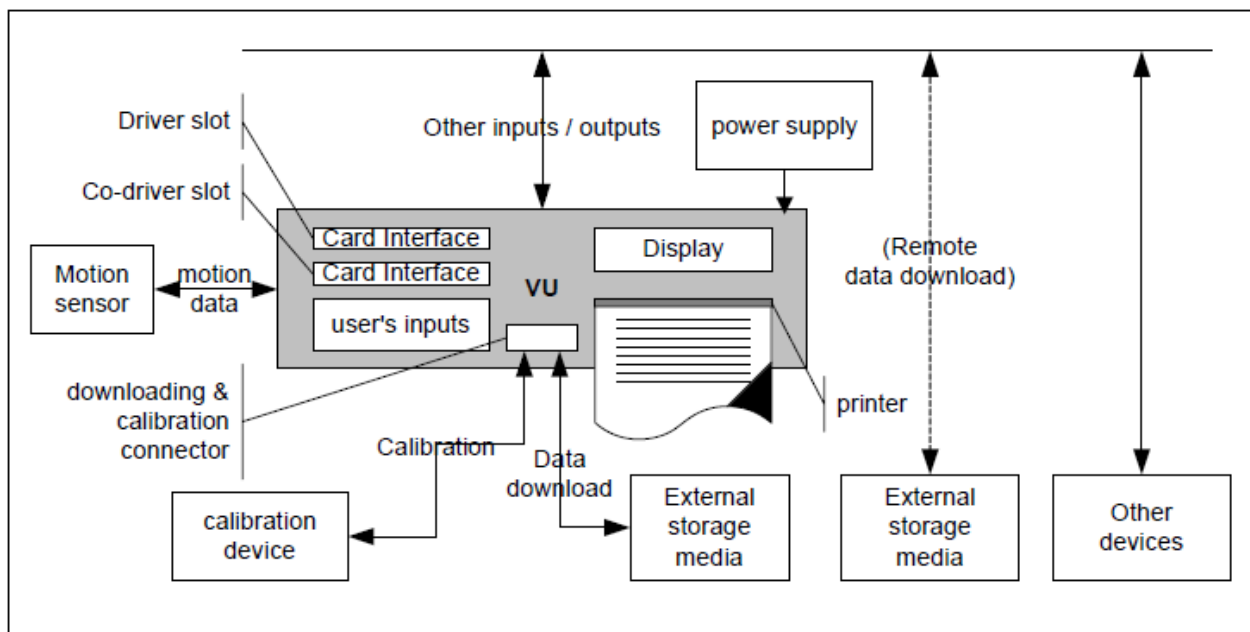 Driver slot
Other inputs / outputs
power supply
Co-driver slot
Card Interface
Display
(Remote
data download)
Motion
sensor
motion
data
Card Interface
VU
user's inputs
downloading &
calibration
connector
printer
Calibration
Data
download
calibration
device
External
storage
media
External
storage
media
Other
devices